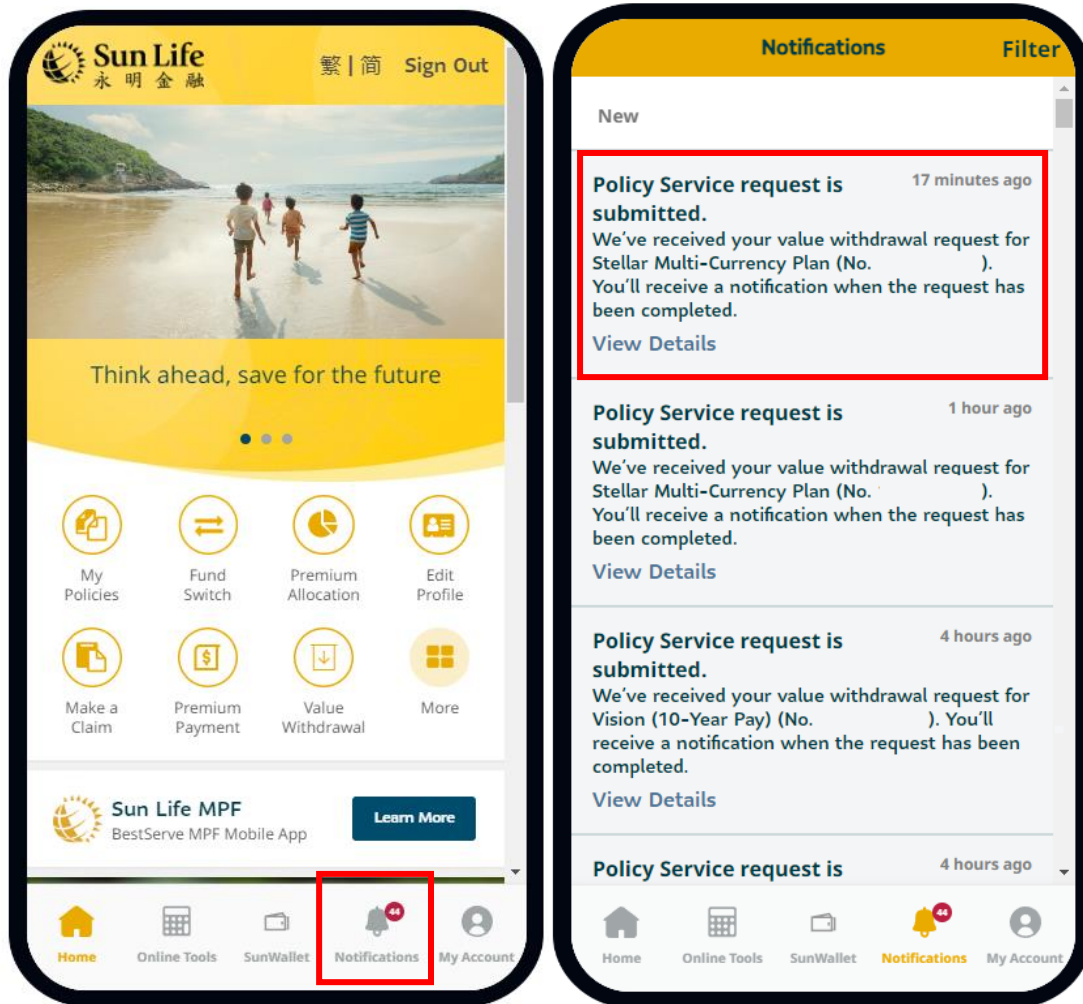 Sun Life
永明金融
繁 | 简 Sign Out
Think ahead, save for the future
My Policies
Fund Switch
Premium Allocation
Edit Profile
Make a Claim
Premium Payment
Value Withdrawal
More
Sun Life MPF
BestServe MPF Mobile App
Learn More
44
Home
Online Tools
SunWallet
Notifications
My Account
Notifications
Filter
New
Policy Service request is
submitted.
17 minutes ago
We've received your value withdrawal request for
Stellar Multi-Currency Plan (No. ).
You'll receive a notification when the request has
been completed.
View Details
Policy Service request is
submitted.
1 hour ago
We've received your value withdrawal request for
Stellar Multi-Currency Plan (No. ).
You'll receive a notification when the request has
been completed.
View Details
Policy Service request is
submitted.
4 hours ago
We've received your value withdrawal request for
Vision (10-Year Pay) (No. ). You'll
receive a notification when the request has been
completed.
View Details
Policy Service request is
4 hours ago
44
Home
Online Tools
SunWallet
Notifications
My Account